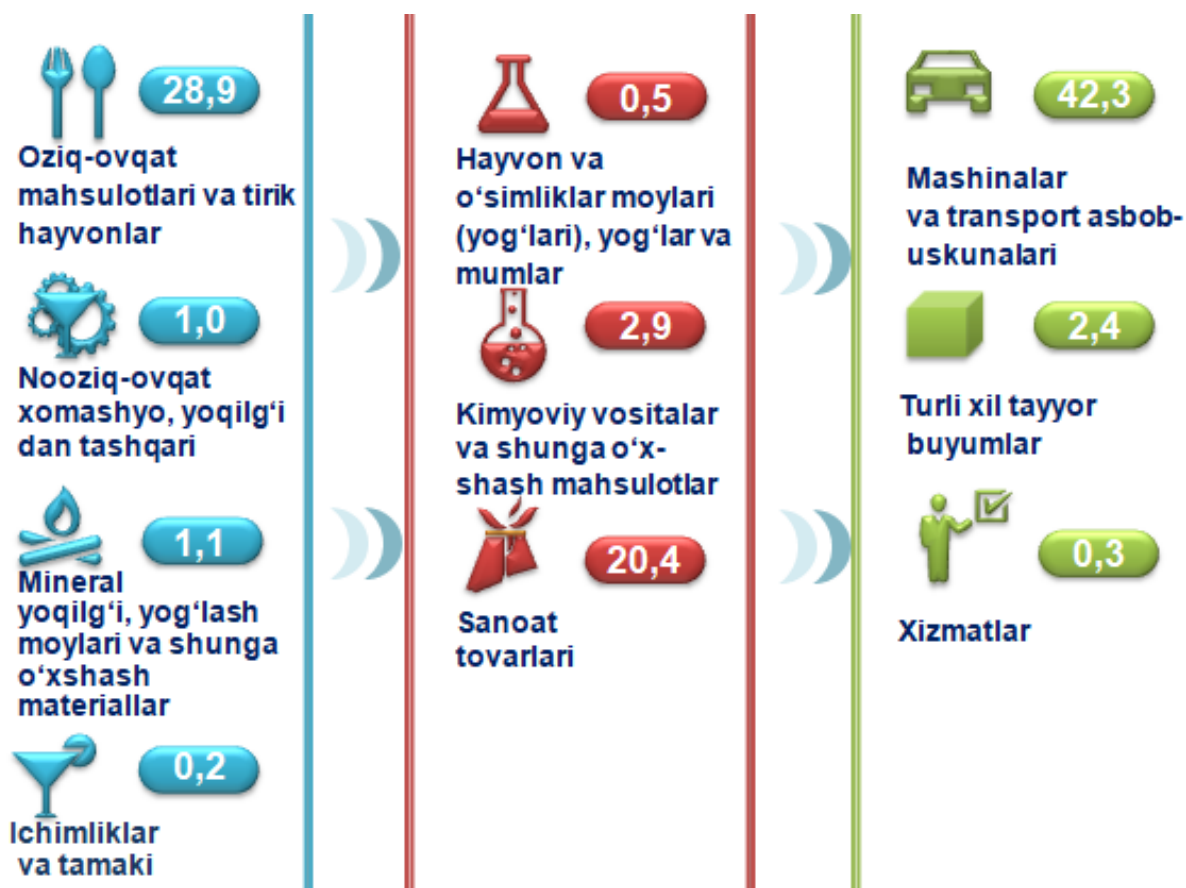 28,9
Oziq-ovqat
mahsulotlari va tirik
hayvonlar
1,0
Nooziq-ovqat
xomashyo, yoqilg‘i
dan tashqari
1,1
Mineral
yoqilg‘i, yog‘lash
moylari va shunga
o‘xshash
materiallar
0,2
Ichimliklar
va tamaki
0,5
Hayvon va
o‘simliklar moylari
(yog‘lari), yog‘lar va
mumlar
2,9
Kimyoviy vositalar
va shunga o‘x-
shash mahsulotlar
20,4
Sanoat
tovarlari
42,3
Mashinalar
va transport asbob-
uskunalari
2,4
Turli xil tayyor
buyumlar
0,3
Xizmatlar